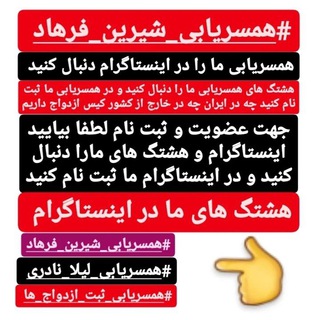 #همسریابی_شیرین_فرهاد
همسریابی ما را در اینستاگرام دنبال کنید
هشتگ های همسریابی ما را دنبال کنید و در همسریابی ما ثبت
نام کنید چه در ایران چه در خارج از کشور کیس ازدواج داریم
جهت عضویت و ثبت نام لطفا بیایید
اینستاگرام و هشتگ های مارا دنبال
کنید و در اینستاگرام ما ثبت نام کنید
هشتگ های ما در اینستاگرام
#همسریابی_شیرین_فرهاد
#همسریابی_لیلا_نادری
#همسریابی_ثبت_ازدواج_ها